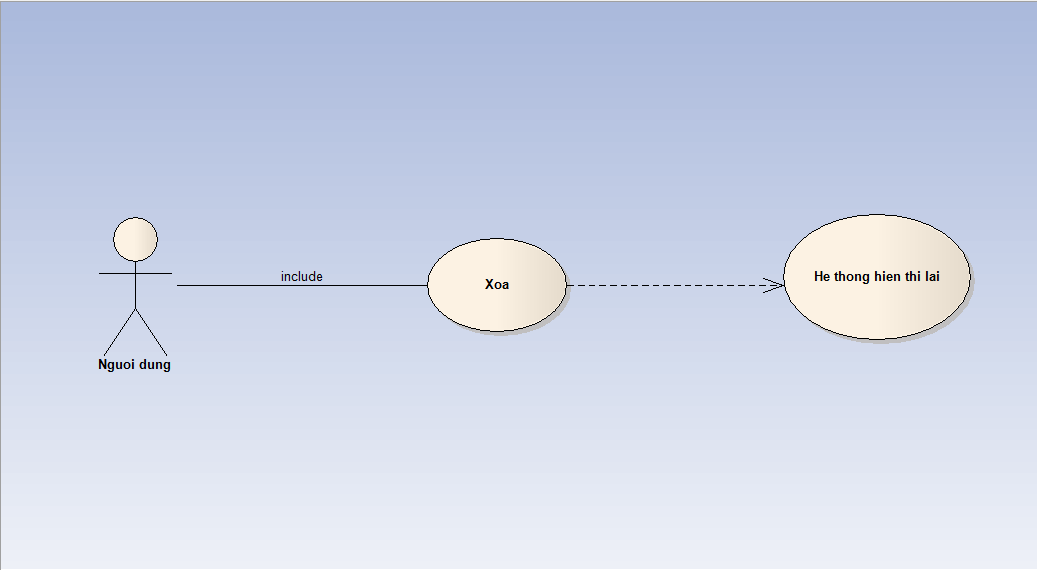 include
Xoa
He thong hien thi lai
Nguoi dung